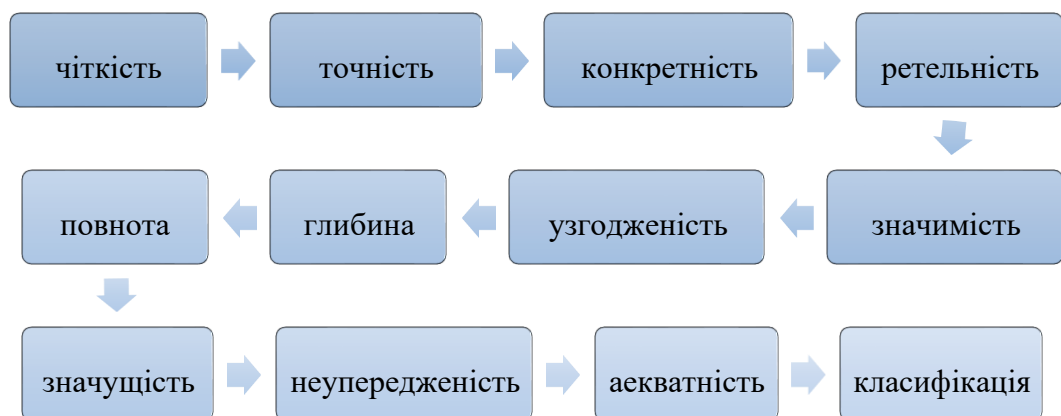 чіткість
точність
конкретність
ретельність
значимість
узгодженість
глибина
повнота
значущість
неупередженість
аекватність
класифікація